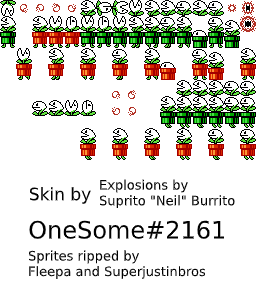 Skin by
Explosions by
Suprito "Neil" Burrito
OneSome#2161
Sprites ripped by
Fleepa and Superjustinbros